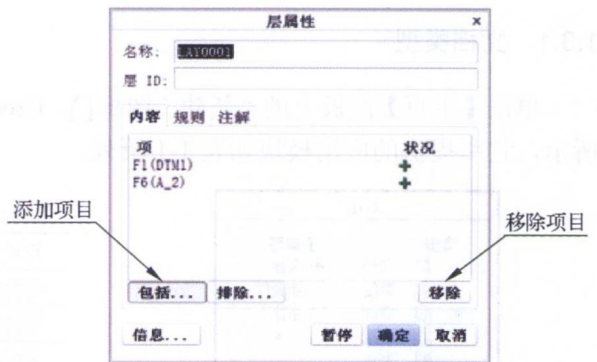 层属性 ×
名称: LAY0001
层 ID:
内容 规则 注解
项 状况
F1(DTM1)
F6(A_2)
添加项目
移除项目
包括... 排除... 移除
信息... 暂停 确定 取消